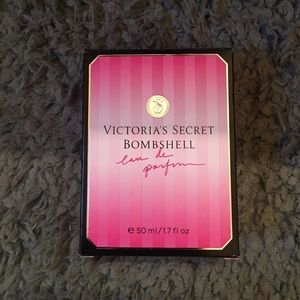 VICTORIA'S SECRET
BOMBSHELL
eau de
parfum
e 50 ml/1.7 fl oz